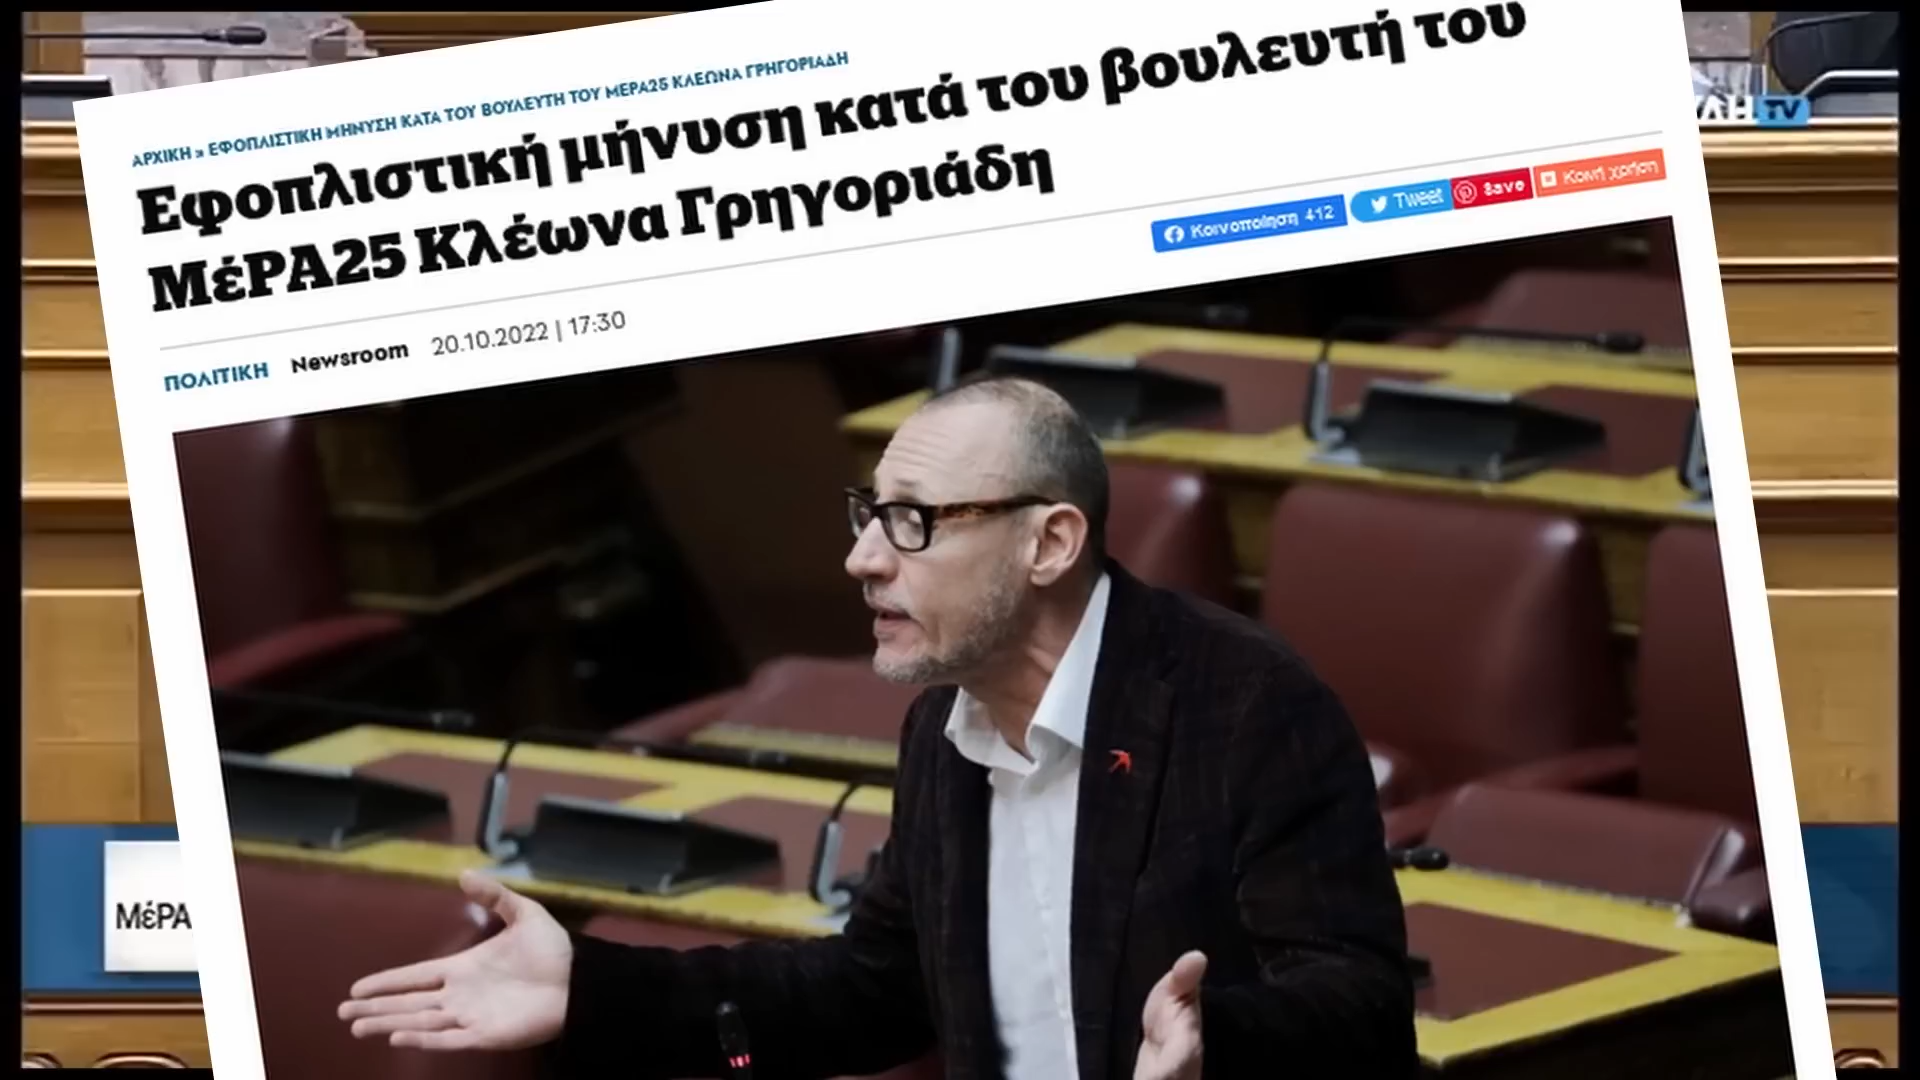 ΑΡΧΙΚΗ » ΕΦΟΠΛΙΣΤΙΚΗ ΜΗΝΥΣΗ ΚΑΤΑ ΤΟΥ ΒΟΥΛΕΥΤΗ ΤΟΥ ΜΕΡΑ25 ΚΛΕΩΝΑ ΓΡΗΓΟΡΙΑΔΗ
Εφοπλιστική μήνυση κατά του βουλευτή του
ΜέΡΑ25 Κλέωνα Γρηγοριάδη
Κοινοποίηση 412
Tweet
Save
Κοινή χρήση
ΠΟΛΙΤΙΚΗ Newsroom 20.10.2022 | 17:30
ΛΗ TV
ΜέΡΑ